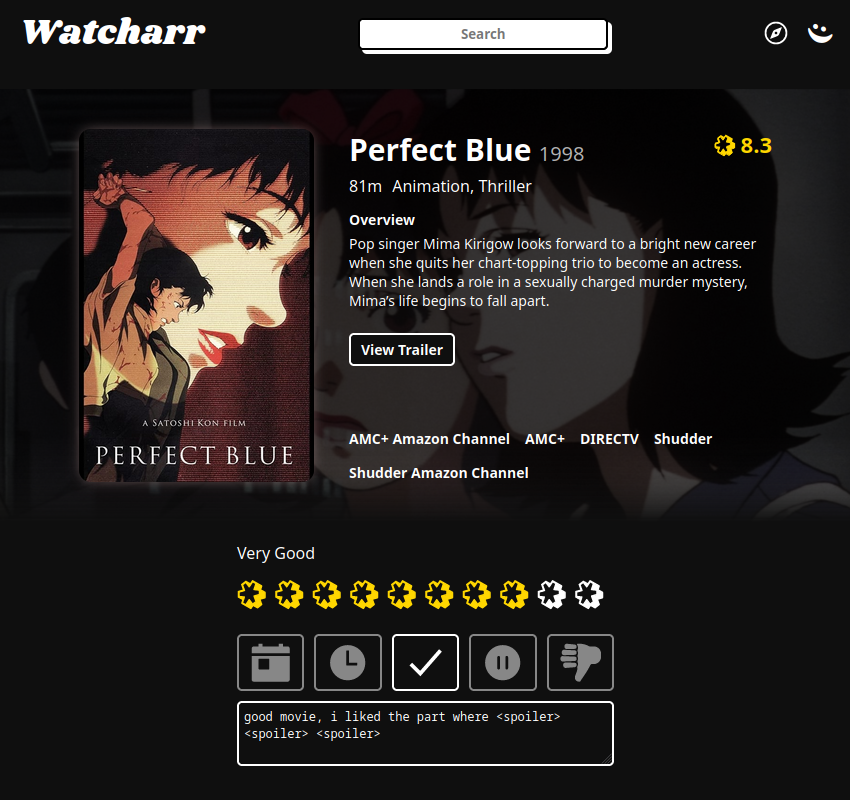 Watcharr
Search
Perfect Blue 1998
8.3
81m Animation, Thriller
Overview
Pop singer Mima Kirigow looks forward to a bright new career
when she quits her chart-topping trio to become an actress.
When she lands a role in a sexually charged murder mystery,
Mima’s life begins to fall apart.
View Trailer
AMC+ Amazon Channel AMC+ DIRECTV Shudder
Shudder Amazon Channel
A SATOSHI KON FILM
PERFECT BLUE
Very Good
good movie, i liked the part where <spoiler>
<spoiler> <spoiler>